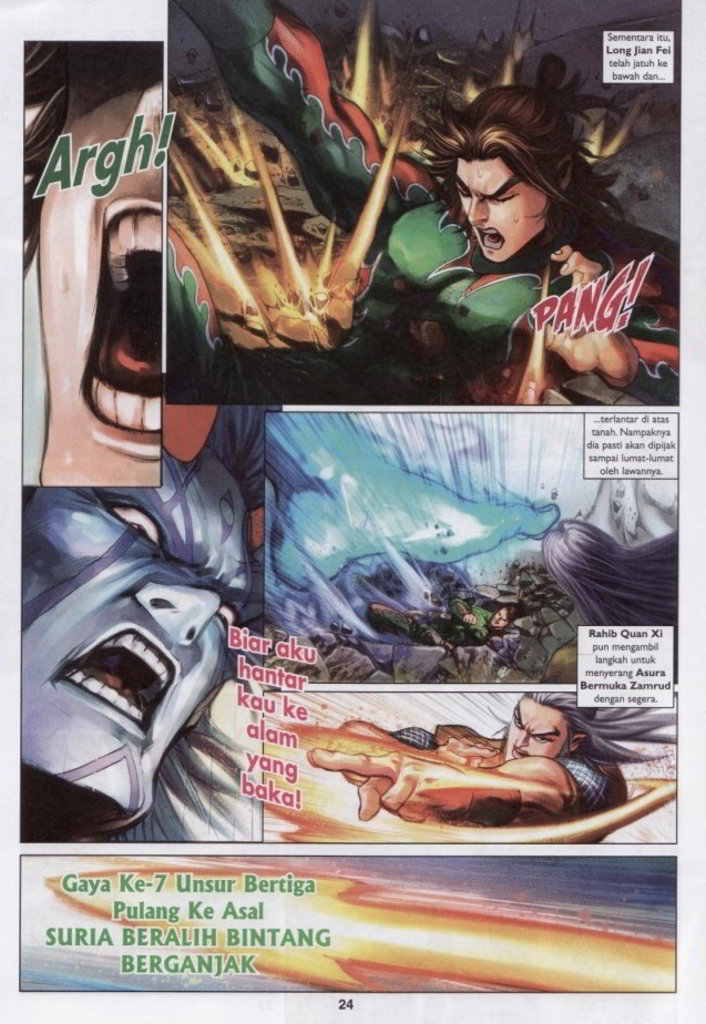 Argh!
Sementara itu,
Long Jian Fei
telah jatuh ke
bawah dan...
PANG!
...terlantar di atas
tanah. Nampaknya
dia pasti akan dipijak
sampai lumat-lumat
oleh lawannya.
Biar aku
hantar
kau ke
alam
yang
baka!
Rahib Quan Xi
pun mengambil
langkah untuk
menyerang Asura
Bermuka Zamrud
dengan segera.
Gaya Ke-7 Unsur Bertiga
Pulang Ke Asal
SURIA BERALIH BINTANG
BERGANJAK
24